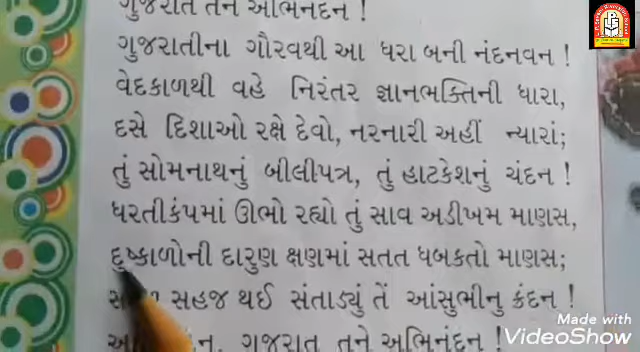 ગુજરાત તને અભિનંદન !
ગુજરાતીના ગૌરવથી આ ધરા બની નંદનવન !
વેદકાળથી વહે નિરંતર જ્ઞાનભક્તિની ધારા,
દસે દિશાઓ રક્ષે દેવો, નરનારી અહીં ન્યારાં;
તું સોમનાથનું બીલીપત્ર, તું હાટકેશનું ચંદન !
ધરતીકંપમાં ઊભો રહ્યો તું સાવ અડીખમ માણસ,
દુષ્કાળોની દારુણ ક્ષણમાં સતત ધબકતો માણસ;
સહજ થઈ સંતાડ્યું તેં આંસુભીનુ ક્રંદન !
ગુજરાત તને અભિનંદન !
Made with
VideoShow